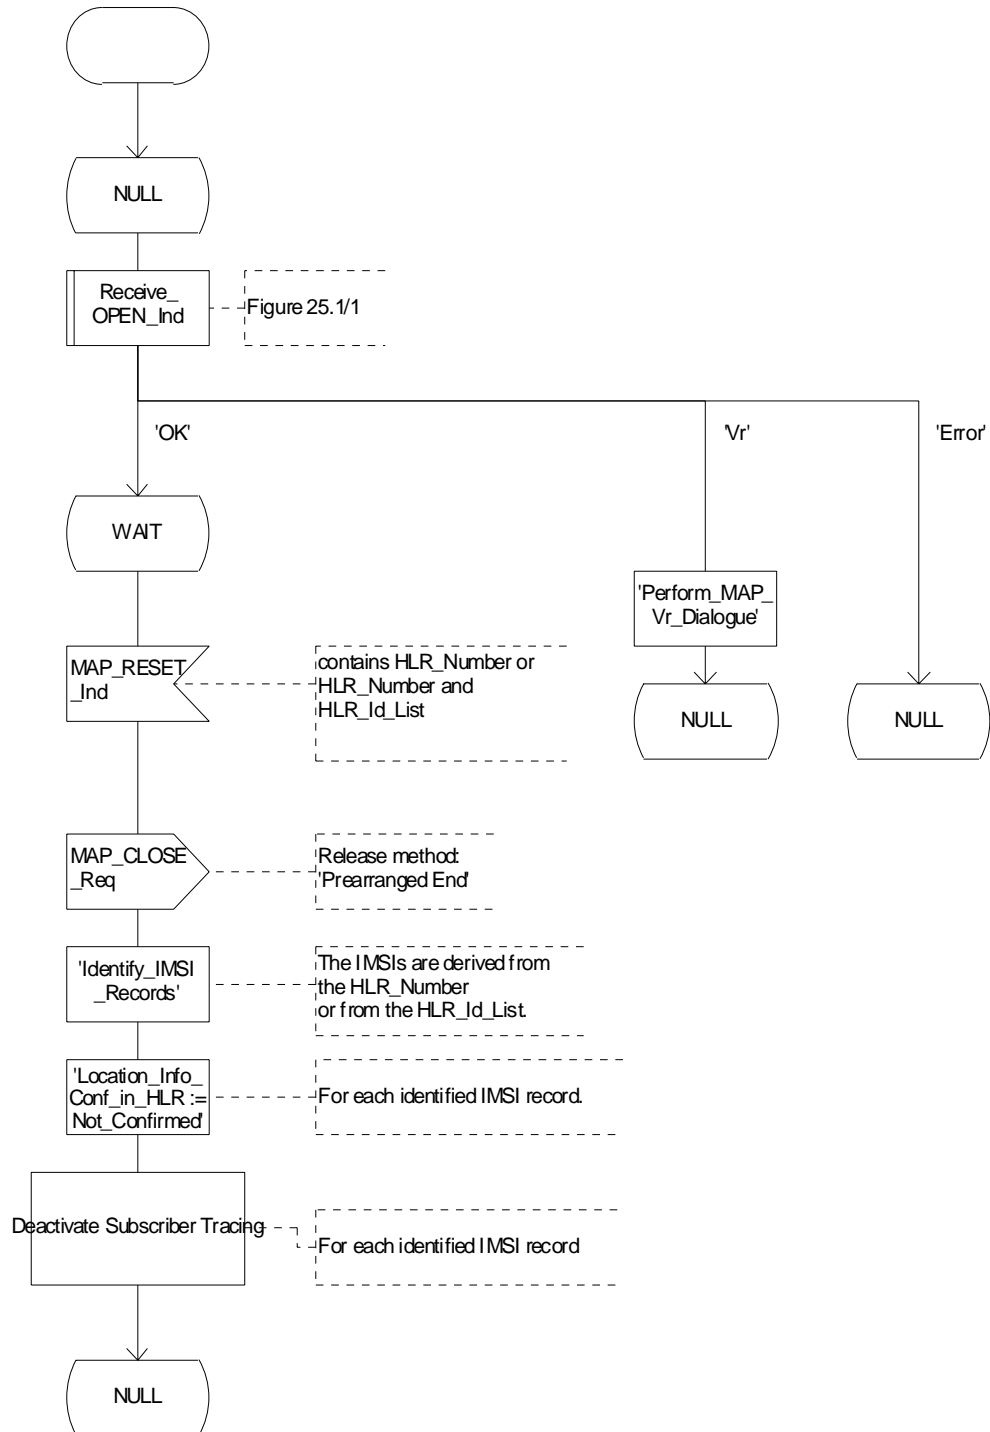 NULL
Receive_
OPEN_Ind
Figure 25.1/1
'OK'
'Vr'
'Error'
WAIT
'Perform_MAP_
Vr_Dialogue'
MAP_RESET
_Ind
contains HLR_Number or
HLR_Number and
HLR_Id_List
NULL
NULL
MAP_CLOSE
_Req
Release method:
'Prearranged End'
'Identify_IMSI
_Records'
The IMSIs are derived from
the HLR_Number
or from the HLR_Id_List.
'Location_Info_
Conf_in_HLR :=
Not_Confirmed'
For each identified IMSI record.
Deactivate Subscriber Tracing
For each identified IMSI record
NULL